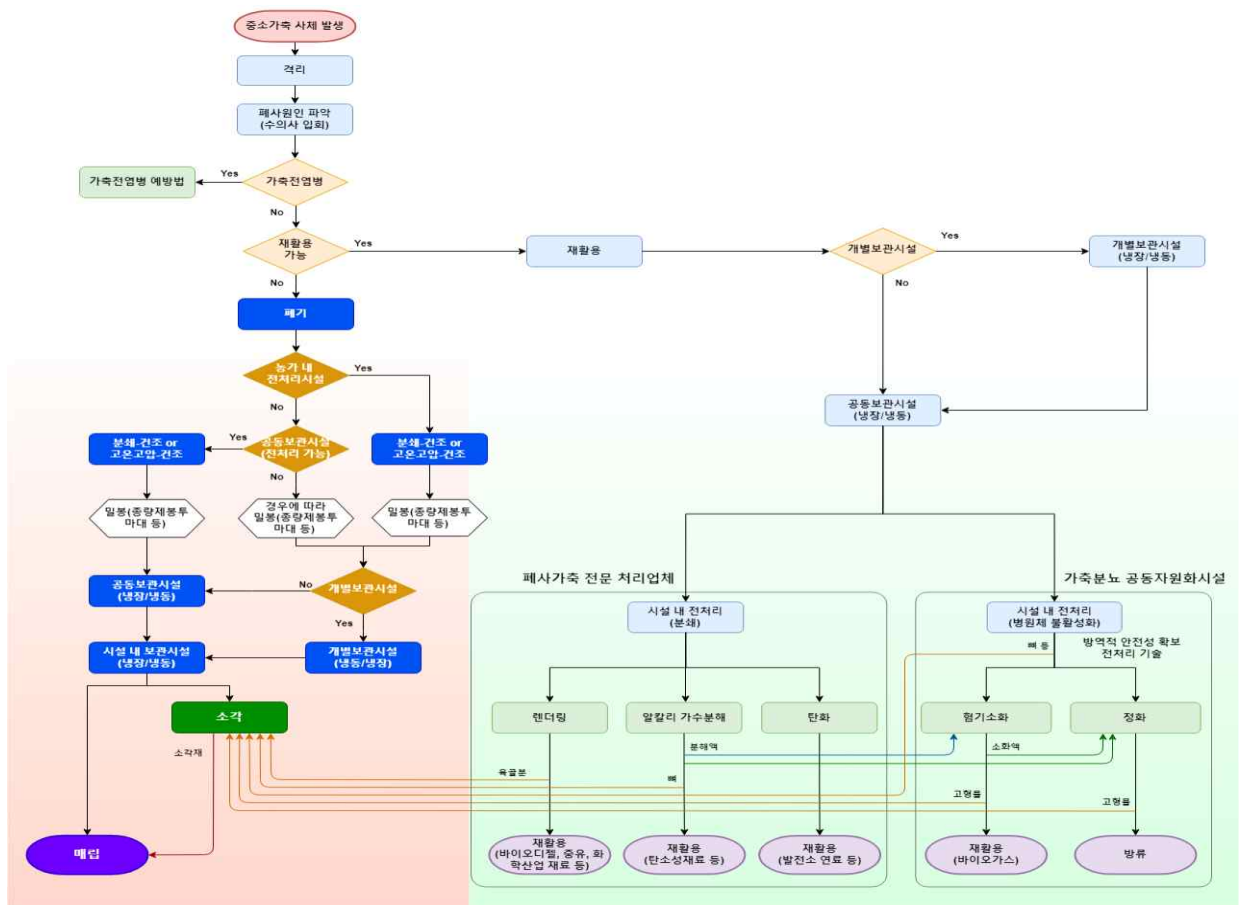 중소가축 사체 발생
격리
폐사원인 파악
(수의사 입회)
가축전염병
Yes
가축전염병 예방법
No
재활용
가능
Yes
재활용
개별보관시설
Yes
개별보관시설
(냉장/냉동)
No
No
폐기
농가 내
전처리시설
Yes
No
공동보관시설
(냉장/냉동)
분쇄-건조 or
고온고압-건조
Yes
공동보관시설
(전처리 가능)
분쇄-건조 or
고온고압-건조
No
밀봉(종량제봉투
마대 등)
경우에 따라
밀봉(종량제봉투
마대 등)
밀봉(종량제봉투
마대 등)
공동보관시설
(냉장/냉동)
No
개별보관시설
Yes
시설 내 보관시설
(냉장/냉동)
개별보관시설
(냉동/냉장)
폐사가축 전문 처리업체
가축분뇨 공동자원화시설
시설 내 전처리
(분쇄)
시설 내 전처리
(병원체 불활성화)
뼈 등
방역적 안전성 확보
전처리 기술
소각
렌더링
알칼리 가수분해
탄화
혐기소화
정화
소각재
분해액
소화액
육골분
뼈
고형물
고형물
매립
재활용
(바이오디젤, 중유, 화
학산업 재료 등)
재활용
(탄소성재료 등)
재활용
(발전소 연료 등)
재활용
(바이오가스)
방류